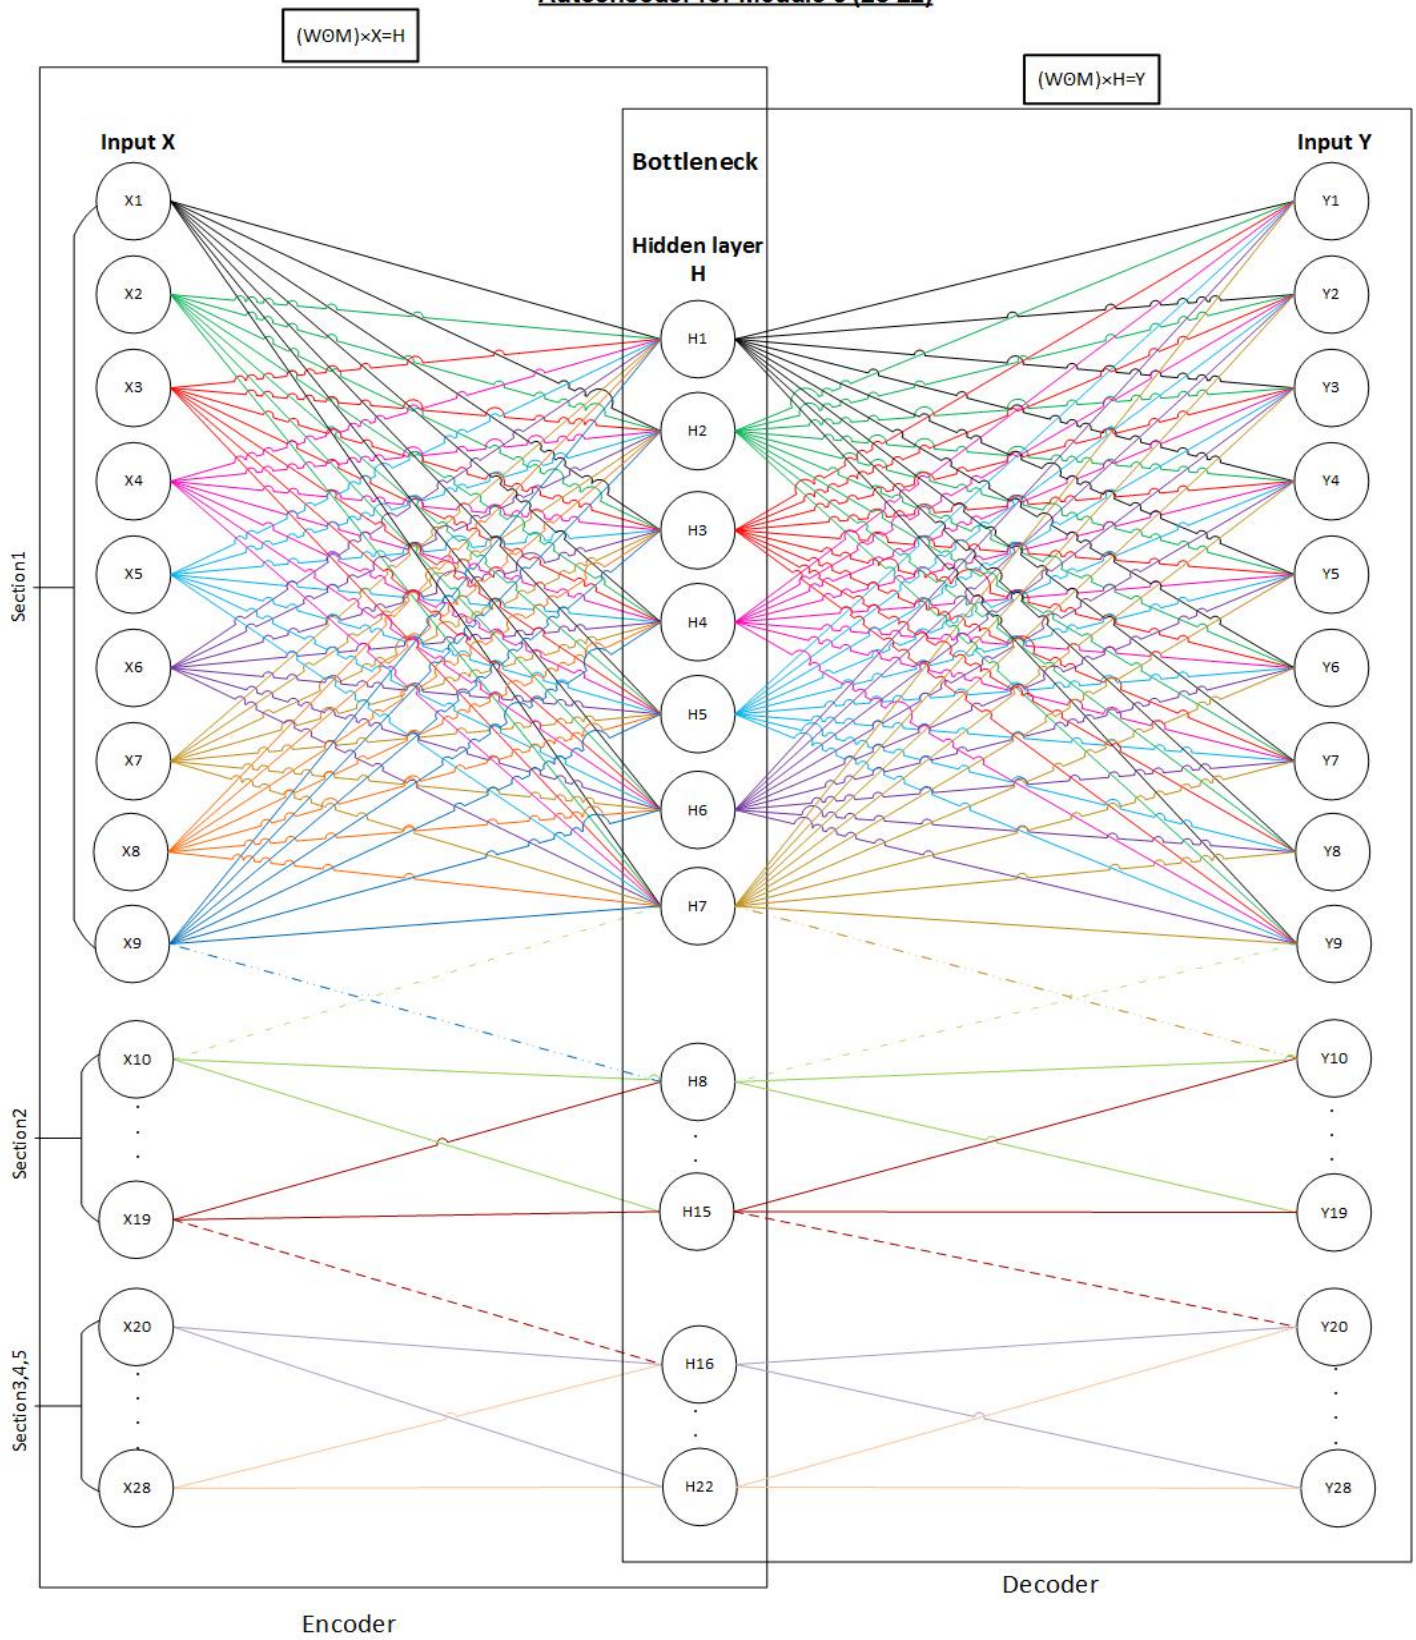 (WʘM)×X=H
(WʘM)×H=Y
Input X
Input Y
Bottleneck
Hidden layer
H
X1
X2
X3
X4
X5
X6
X7
X8
X9
X10
X19
X20
X28
H1
H2
H3
H4
H5
H6
H7
H8
H15
H16
H22
Y1
Y2
Y3
Y4
Y5
Y6
Y7
Y8
Y9
Y10
Y19
Y20
Y28
Section1
Section2
Section3,4,5
Decoder
Encoder